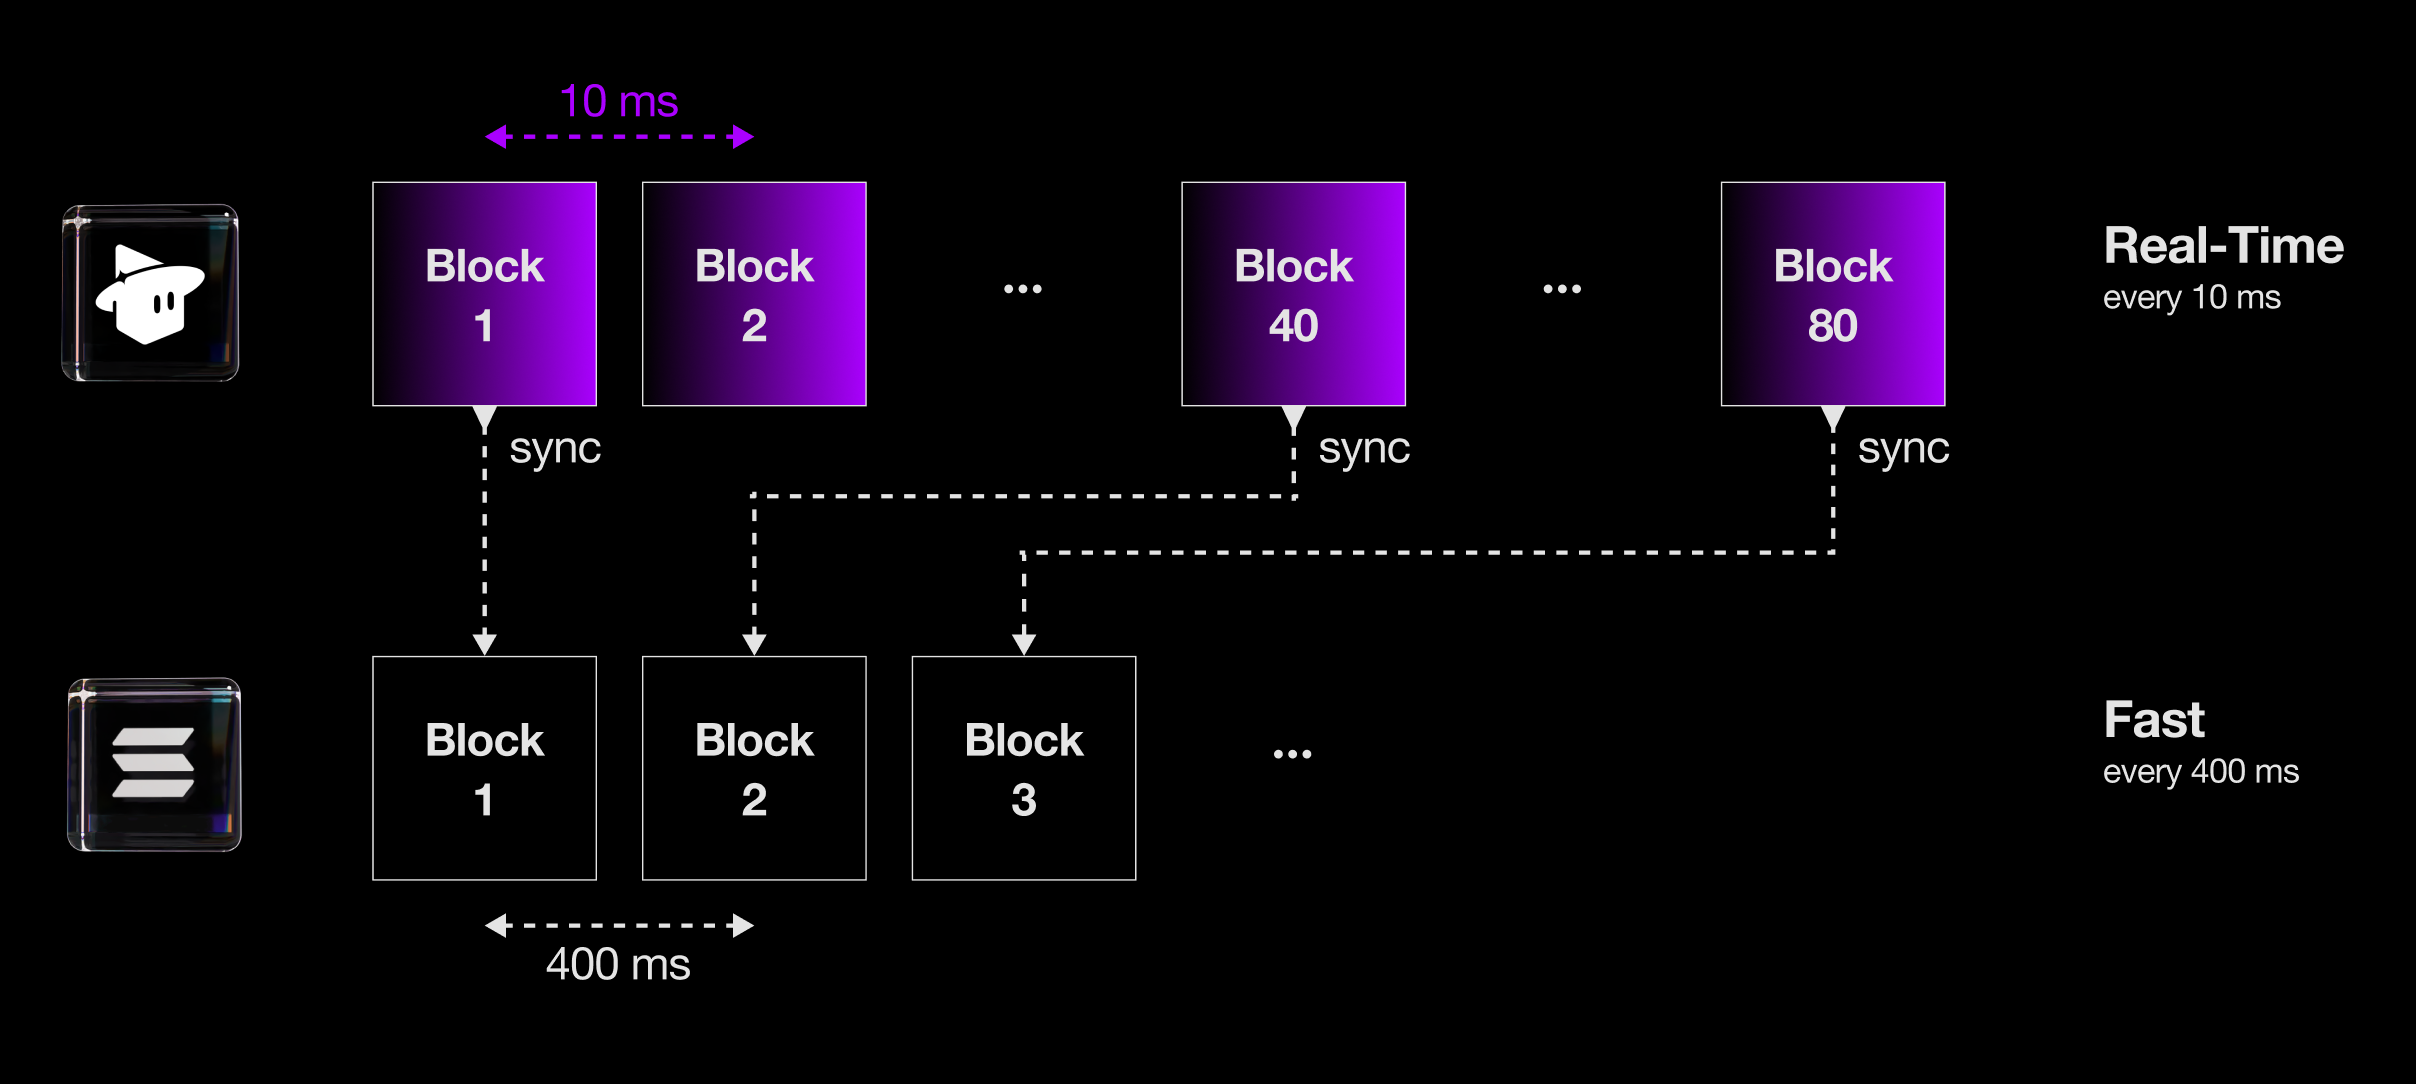 10 ms
Block
1
Block
2
...
Block
40
...
Block
80
Real-Time
every 10 ms
sync
sync
sync
Block
1
Block
2
Block
3
...
Fast
every 400 ms
400 ms